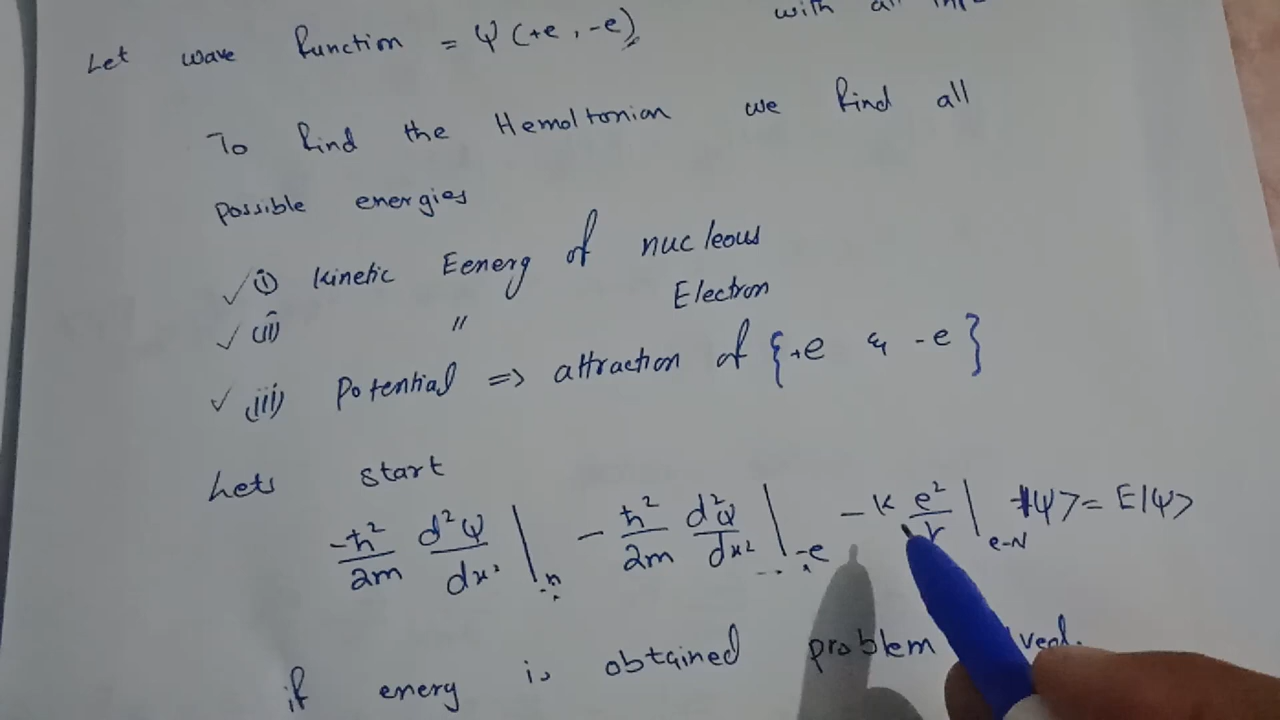 Let wave function = Ψ (+e, -e) with all
To find the Hemoltonian we find all
possible energies
✓ (i) kinetic Eenerg of nucleous
✓ (ii) " Electron
✓ (iii) Potential => attraction of {+e & -e}
Lets start
-ħ²/2m d²Ψ/dx² |n - ħ²/2m d²Ψ/dx² |-e - K e²/r |e-N |Ψ> = E|Ψ>
if energy is obtained problem